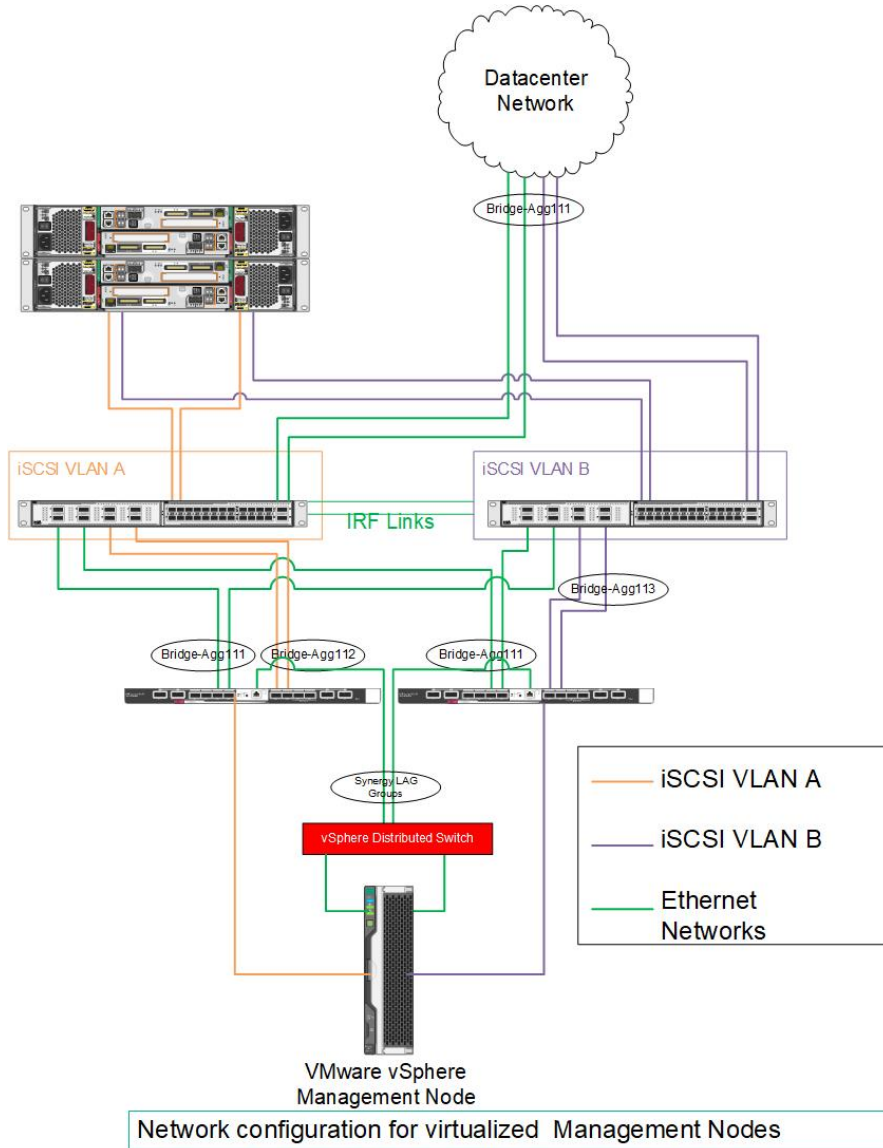 Datacenter
Network
Bridge-Agg111
iSCSI VLAN A
iSCSI VLAN B
IRF Links
Bridge-Agg113
Bridge-Agg111
Bridge-Agg112
Bridge-Agg111
Synergy LAG
Groups
vSphere Distributed Switch
iSCSI VLAN A
iSCSI VLAN B
Ethernet
Networks
VMware vSphere
Management Node
Network configuration for virtualized Management Nodes